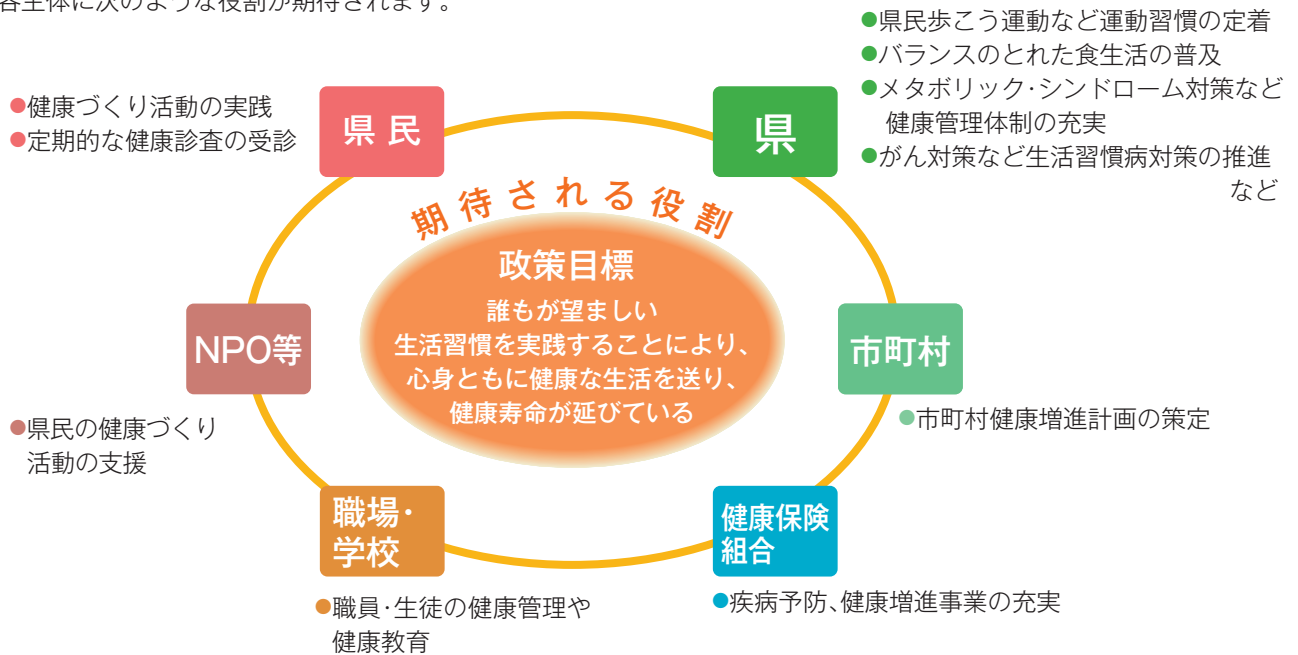 各主体に次のような役割が期待されます。
県 民
●健康づくり活動の実践
●定期的な健康診査の受診
県
●県民歩こう運動など運動習慣の定着
●バランスのとれた食生活の普及
●メタボリック・シンドローム対策など
健康管理体制の充実
●がん対策など生活習慣病対策の推進
など
期待される役割
政策目標
誰もが望ましい
生活習慣を実践することにより、
心身ともに健康な生活を送り、
健康寿命が延びている
NPO等
●県民の健康づくり
活動の支援
市町村
●市町村健康増進計画の策定
職場・
学校
●職員・生徒の健康管理や
健康教育
健康保険
組合
●疾病予防、健康増進事業の充実